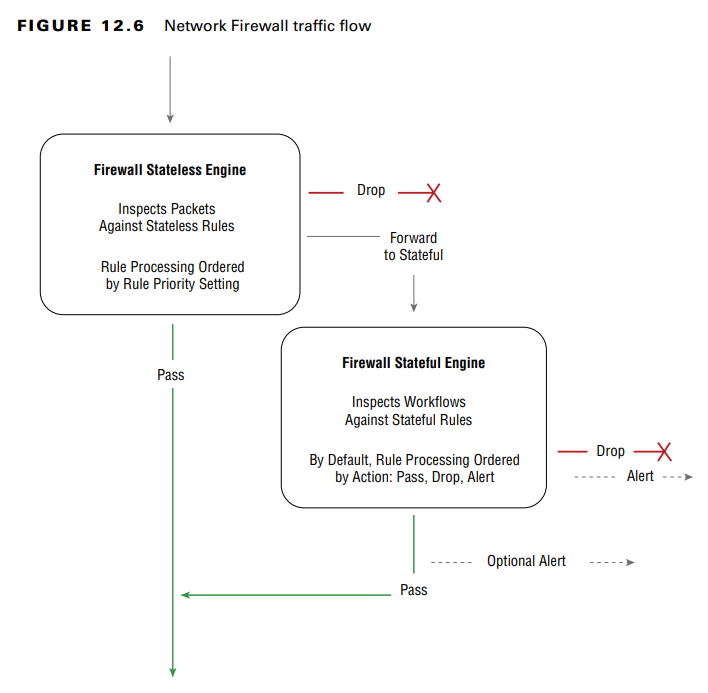 FIGURE 12.6 Network Firewall traffic flow
Firewall Stateless Engine
Inspects Packets
Against Stateless Rules
Rule Processing Ordered
by Rule Priority Setting
Drop
Forward
to Stateful
Pass
Firewall Stateful Engine
Inspects Workflows
Against Stateful Rules
By Default, Rule Processing Ordered
by Action: Pass, Drop, Alert
Drop
Alert
Optional Alert
Pass